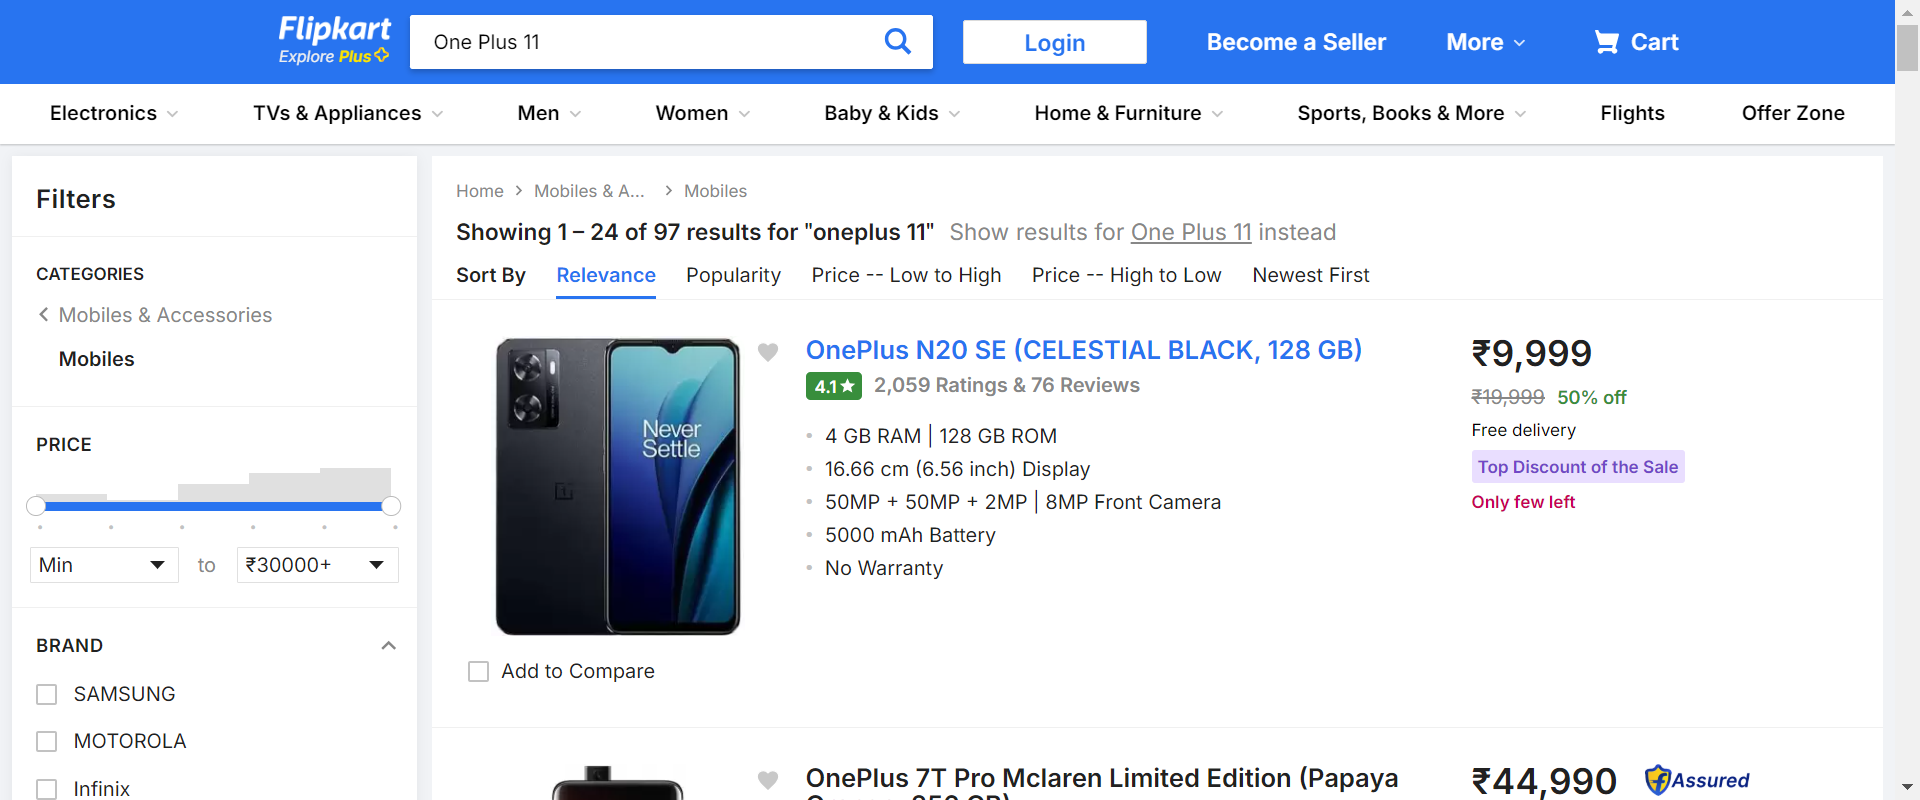 Flipkart
Explore Plus
One Plus 11
Login
Become a Seller
More
Cart
Electronics
TVs & Appliances
Men
Women
Baby & Kids
Home & Furniture
Sports, Books & More
Flights
Offer Zone
Filters
CATEGORIES
Mobiles & Accessories
Mobiles
PRICE
Min
to
₹30000+
BRAND
SAMSUNG
MOTOROLA
Infinix
Home
Mobiles & A...
Mobiles
Showing 1 – 24 of 97 results for "oneplus 11" Show results for One Plus 11 instead
Sort By
Relevance
Popularity
Price -- Low to High
Price -- High to Low
Newest First
Never
Settle
Add to Compare
OnePlus N20 SE (CELESTIAL BLACK, 128 GB)
4.1★ 2,059 Ratings & 76 Reviews
4 GB RAM | 128 GB ROM
16.66 cm (6.56 inch) Display
50MP + 50MP + 2MP | 8MP Front Camera
5000 mAh Battery
No Warranty
₹9,999
₹19,999 50% off
Free delivery
Top Discount of the Sale
Only few left
OnePlus 7T Pro Mclaren Limited Edition (Papaya
₹44,990
Assured